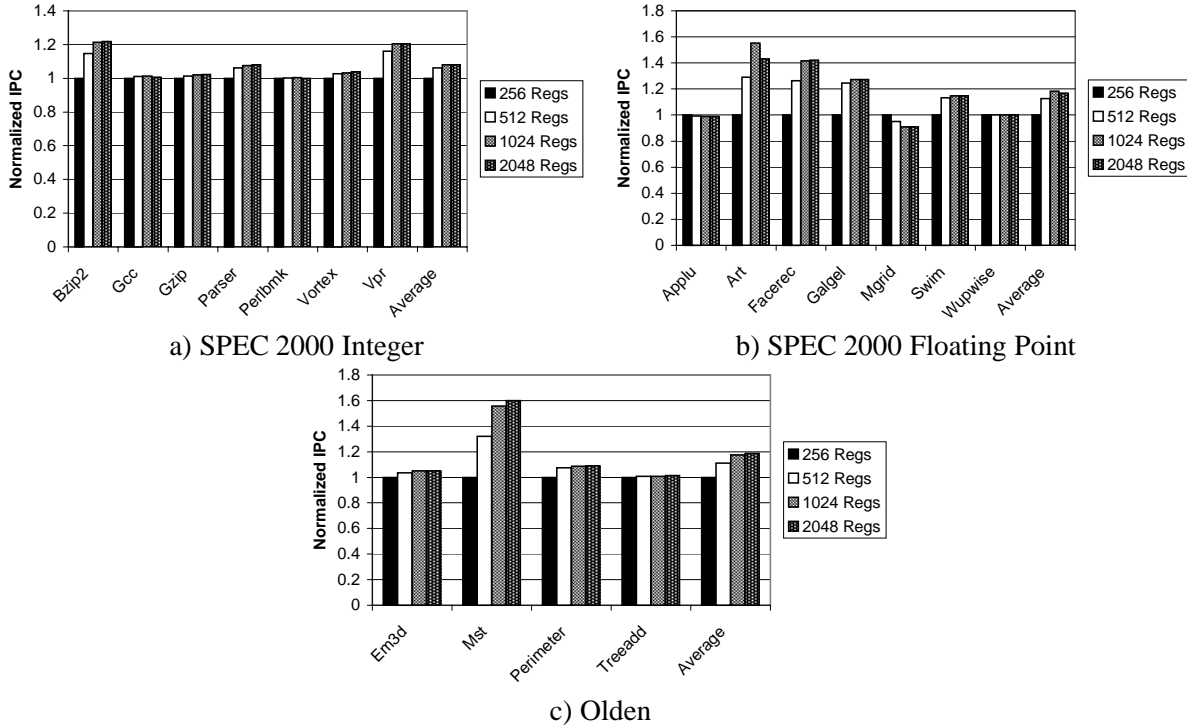 1.4
1.2
1
0.8
0.6
0.4
0.2
0
Normalized IPC
Bzip2
Gcc
Gzip
Parser
Perlbmk
Vortex
Vpr
Average
256 Regs
512 Regs
1024 Regs
2048 Regs
a) SPEC 2000 Integer
1.8
1.6
1.4
1.2
1
0.8
0.6
0.4
0.2
0
Normalized IPC
Applu
Art
Facerec
Galgel
Mgrid
Swim
Wupwise
Average
256 Regs
512 Regs
1024 Regs
2048 Regs
b) SPEC 2000 Floating Point
1.8
1.6
1.4
1.2
1
0.8
0.6
0.4
0.2
0
Normalized IPC
Em3d
Mst
Perimeter
Treeadd
Average
256 Regs
512 Regs
1024 Regs
2048 Regs
c) Olden